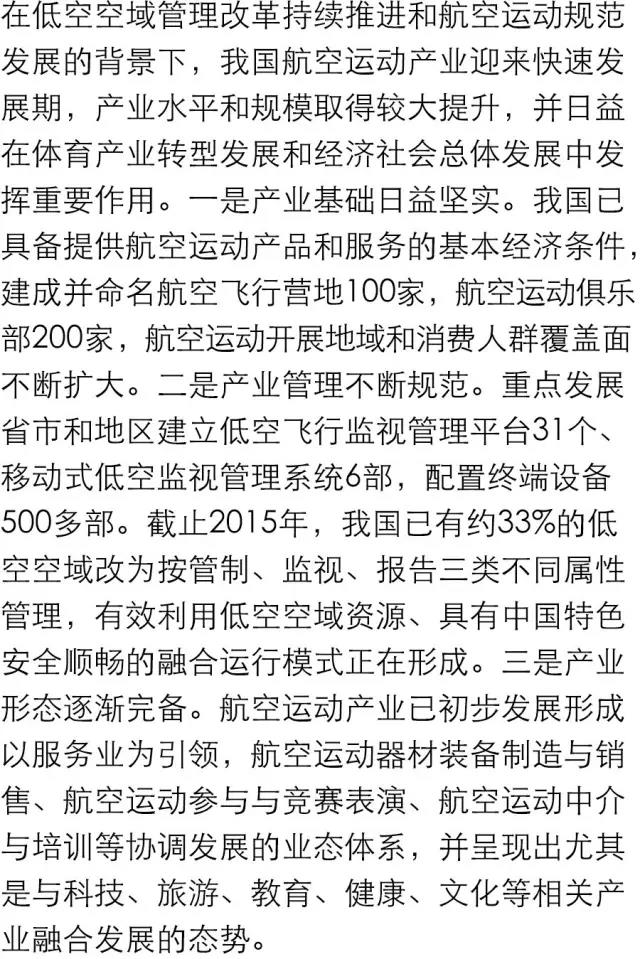 在低空空域管理改革持续推进和航空运动规范
发展的背景下，我国航空运动产业迎来快速发
展期，产业水平和规模取得较大提升，并日益
在体育产业转型发展和经济社会总体发展中发
挥重要作用。一是产业基础日益坚实。我国已
具备提供航空运动产品和服务的基本经济条件，
建成并命名航空飞行营地100家，航空运动俱乐
部200家，航空运动开展地域和消费人群覆盖面
不断扩大。二是产业管理不断规范。重点发展
省市和地区建立低空飞行监视管理平台31个、
移动式低空监视管理系统6部，配置终端设备
500多部。截止2015年，我国已有约33%的低
空空域改为按管制、监视、报告三类不同属性
管理，有效利用低空空域资源、具有中国特色
安全顺畅的融合运行模式正在形成。三是产业
形态逐渐完备。航空运动产业已初步发展形成
以服务业为引领，航空运动器材装备制造与销
售、航空运动参与与竞赛表演、航空运动中介
与培训等协调发展的业态体系，并呈现出尤其
是与科技、旅游、教育、健康、文化等相关产
业融合发展的态势。